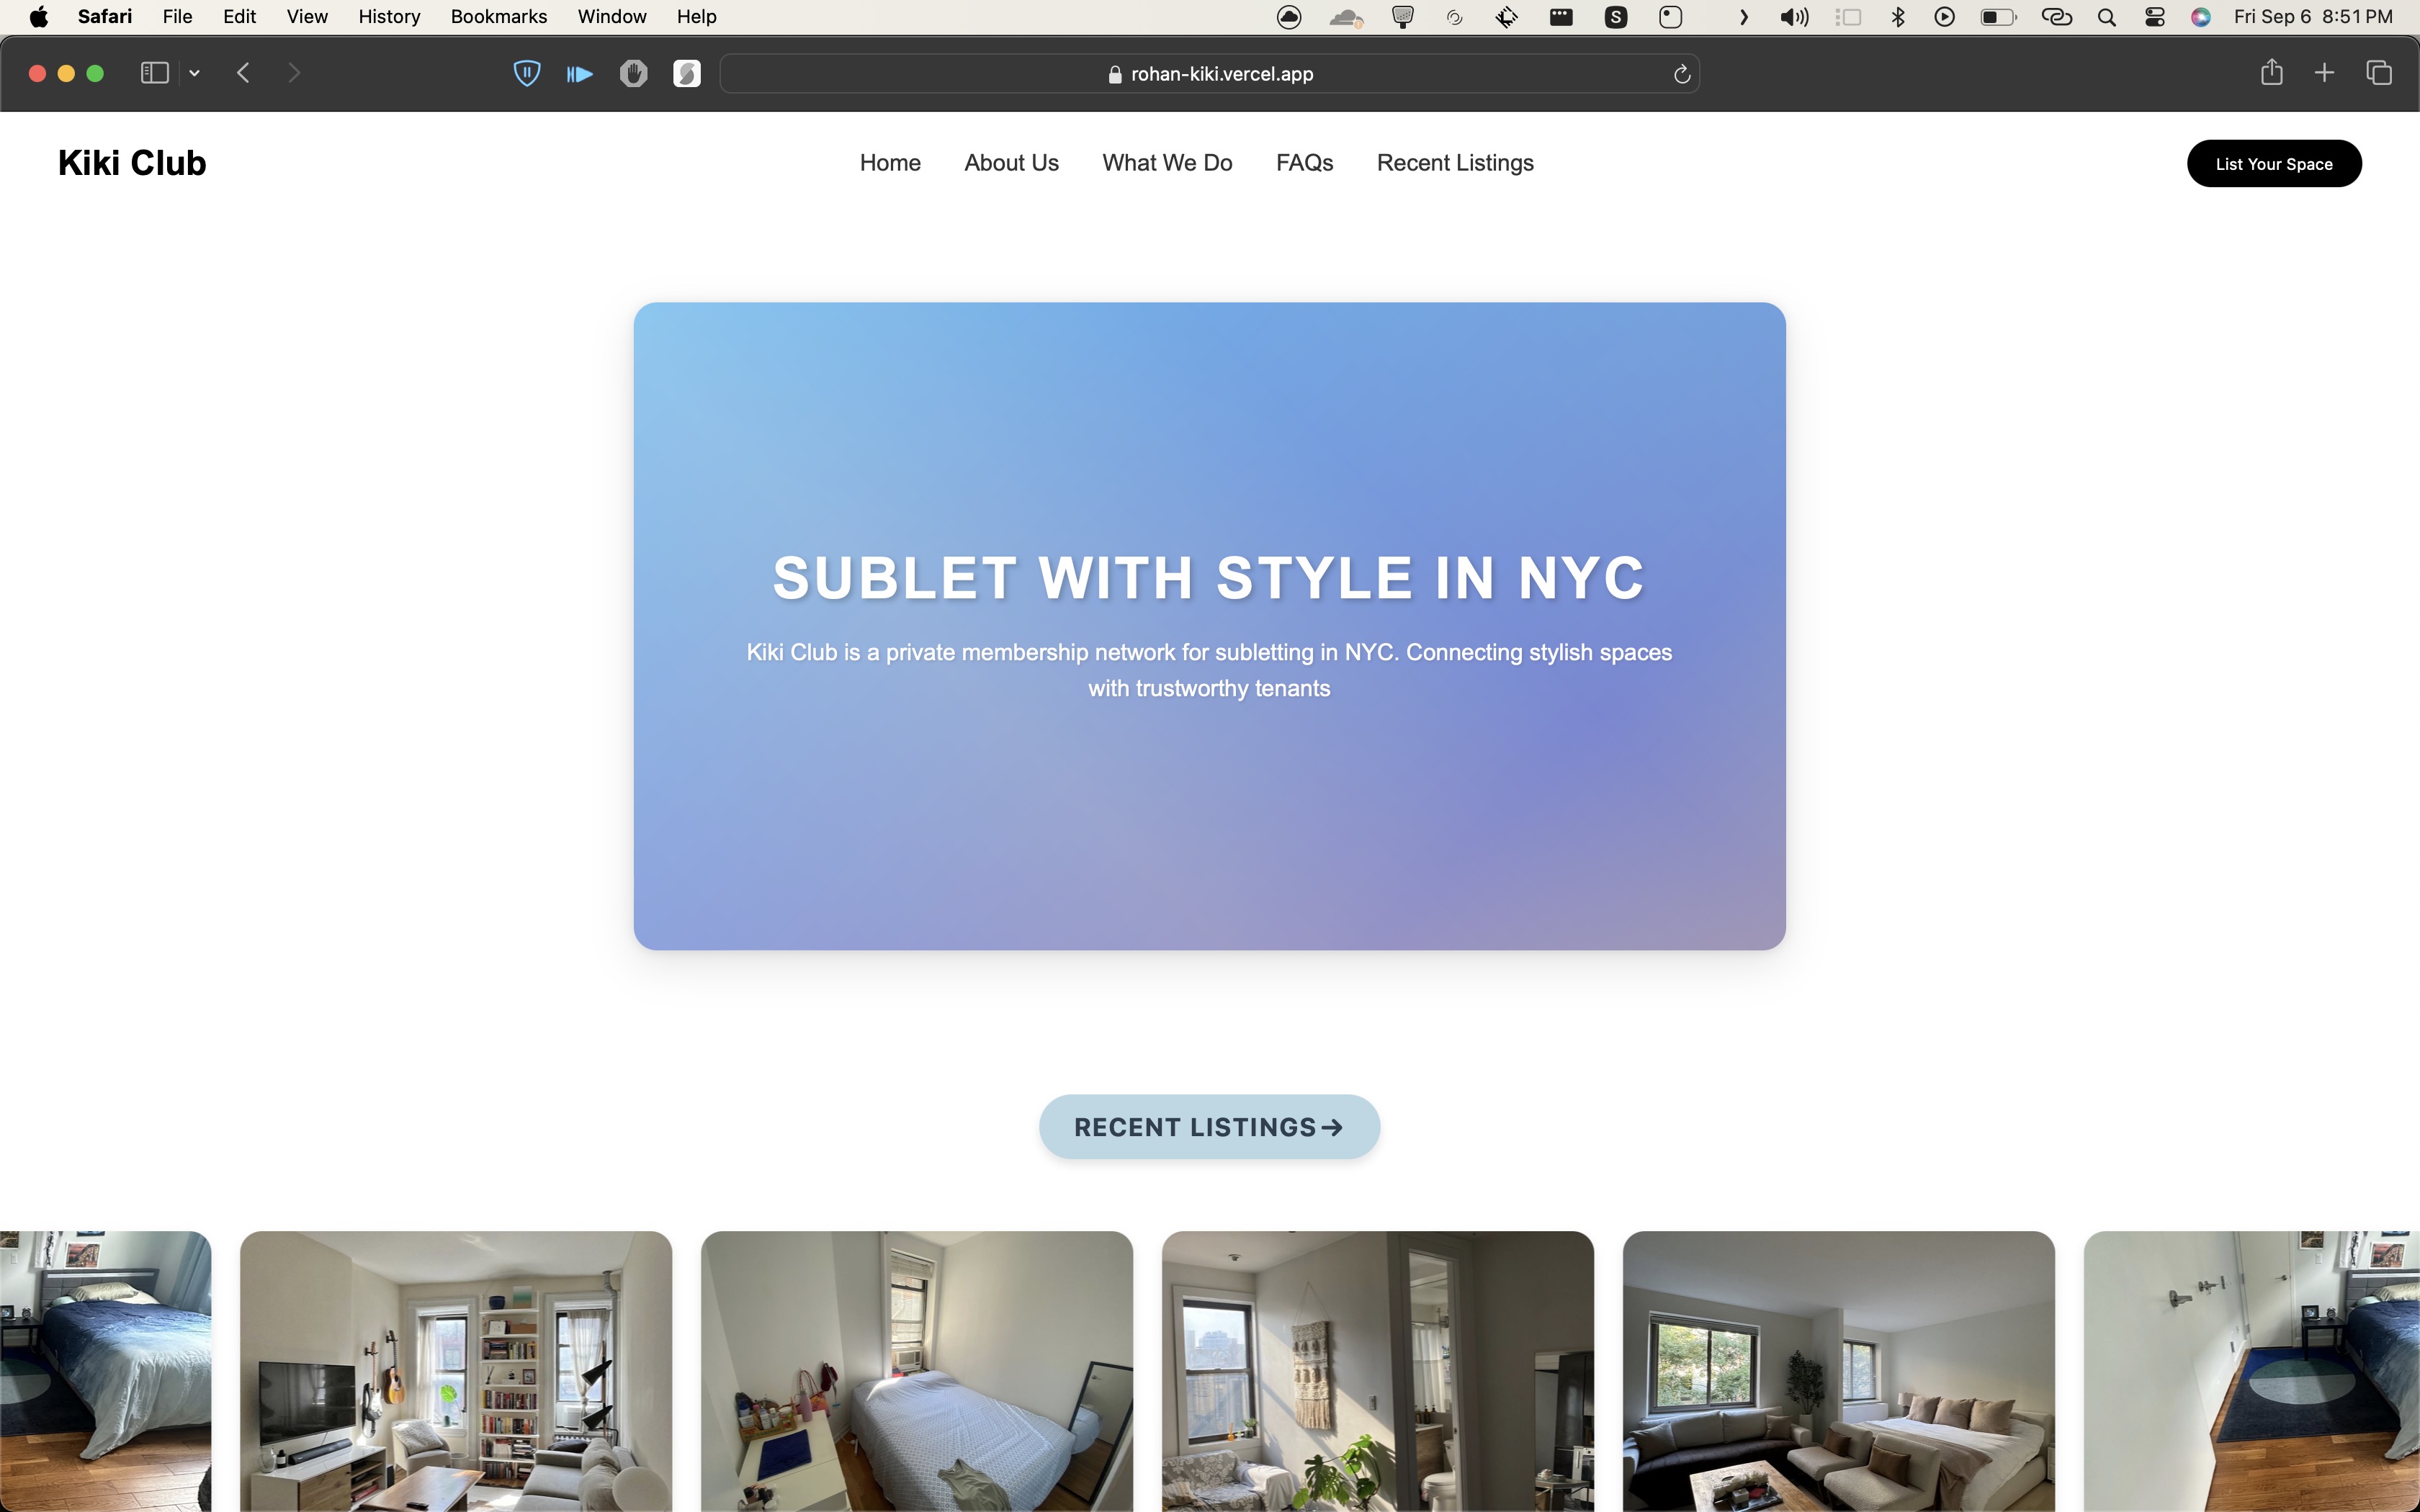 Safari File Edit View History Bookmarks Window Help S Fri Sep 6 8:51 PM
rohan-kiki.vercel.app
Kiki Club Home About Us What We Do FAQs Recent Listings List Your Space
SUBLET WITH STYLE IN NYC
Kiki Club is a private membership network for subletting in NYC. Connecting stylish spaces
with trustworthy tenants
RECENT LISTINGS→